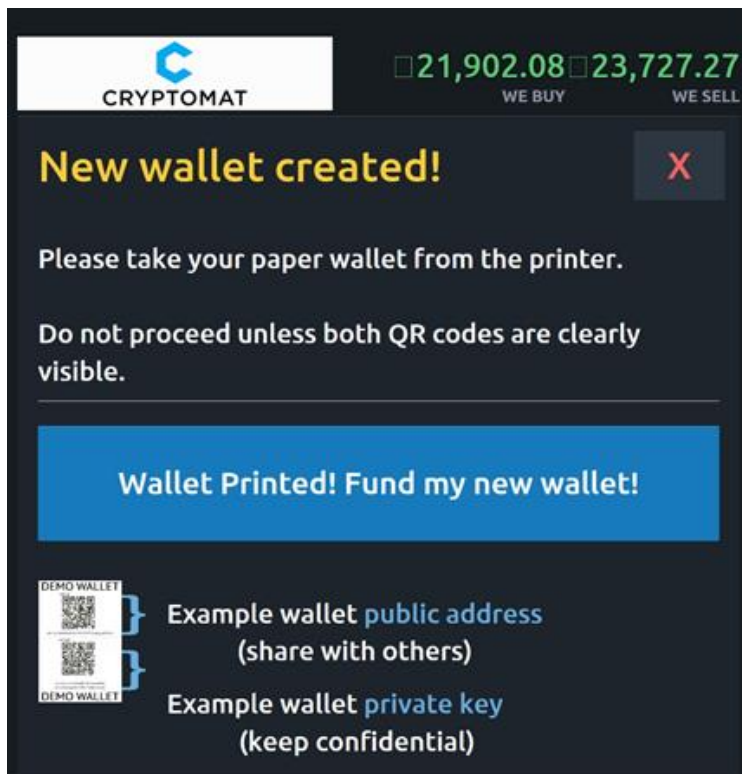 CRYPTOMAT
21,902.08 23,727.27
WE BUY WE SELL
New wallet created!
X
Please take your paper wallet from the printer.
Do not proceed unless both QR codes are clearly
visible.
Wallet Printed! Fund my new wallet!
DEMO WALLET
Example wallet public address
(share with others)
DEMO WALLET
Example wallet private key
(keep confidential)